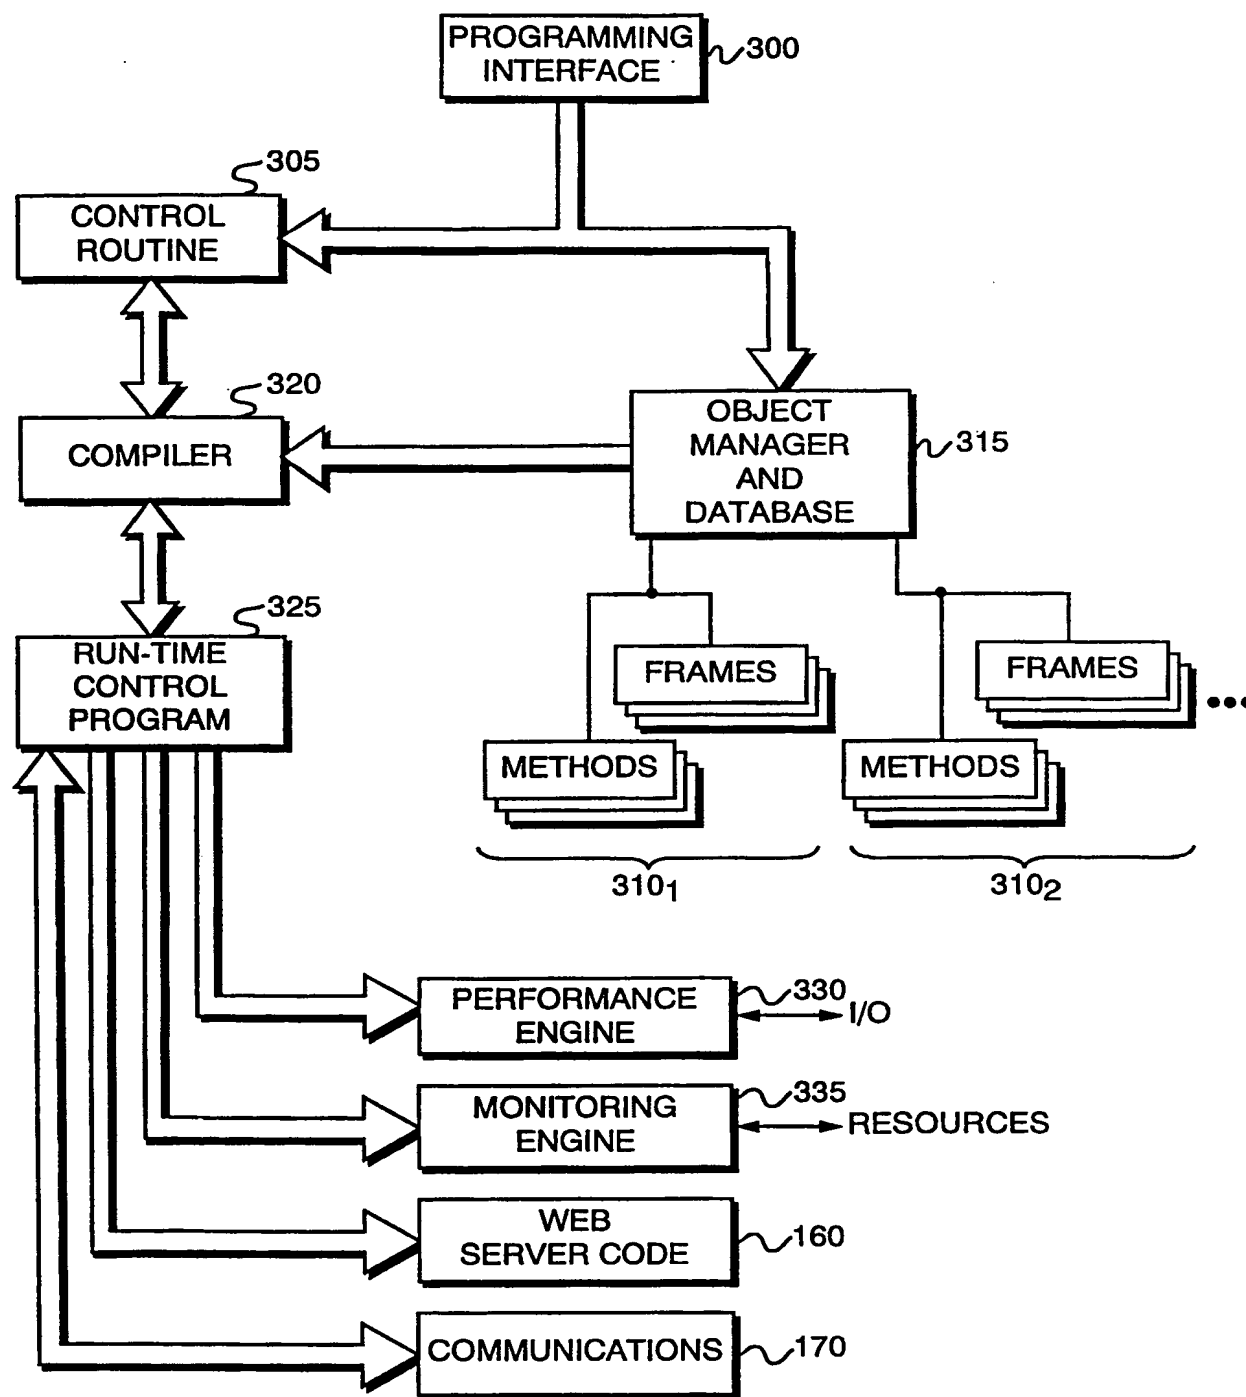 PROGRAMMING
INTERFACE
300
305
CONTROL
ROUTINE
320
COMPILER
OBJECT
MANAGER
AND
DATABASE
315
325
RUN-TIME
CONTROL
PROGRAM
FRAMES
METHODS
FRAMES
METHODS
•••
310₁
310₂
PERFORMANCE
ENGINE
330
I/O
MONITORING
ENGINE
335
RESOURCES
WEB
SERVER CODE
160
COMMUNICATIONS
170